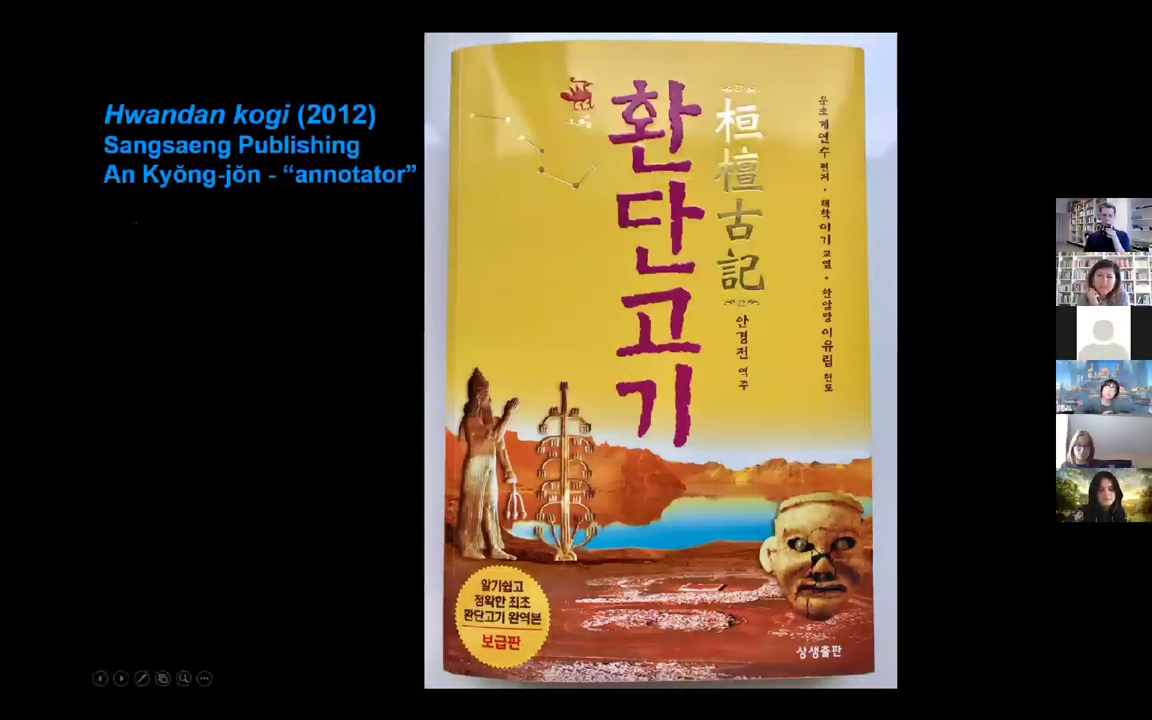 Hwandan kogi (2012)
Sangsaeng Publishing
An Kyŏng-jŏn - “annotator”
환단고기
桓檀古記
안경전 역주
운초 계연수 편저 · 해학 이기 교열 · 한암당 이유립 현토
알기쉽고
정확한 최초
환단고기 완역본
보급판
상생출판